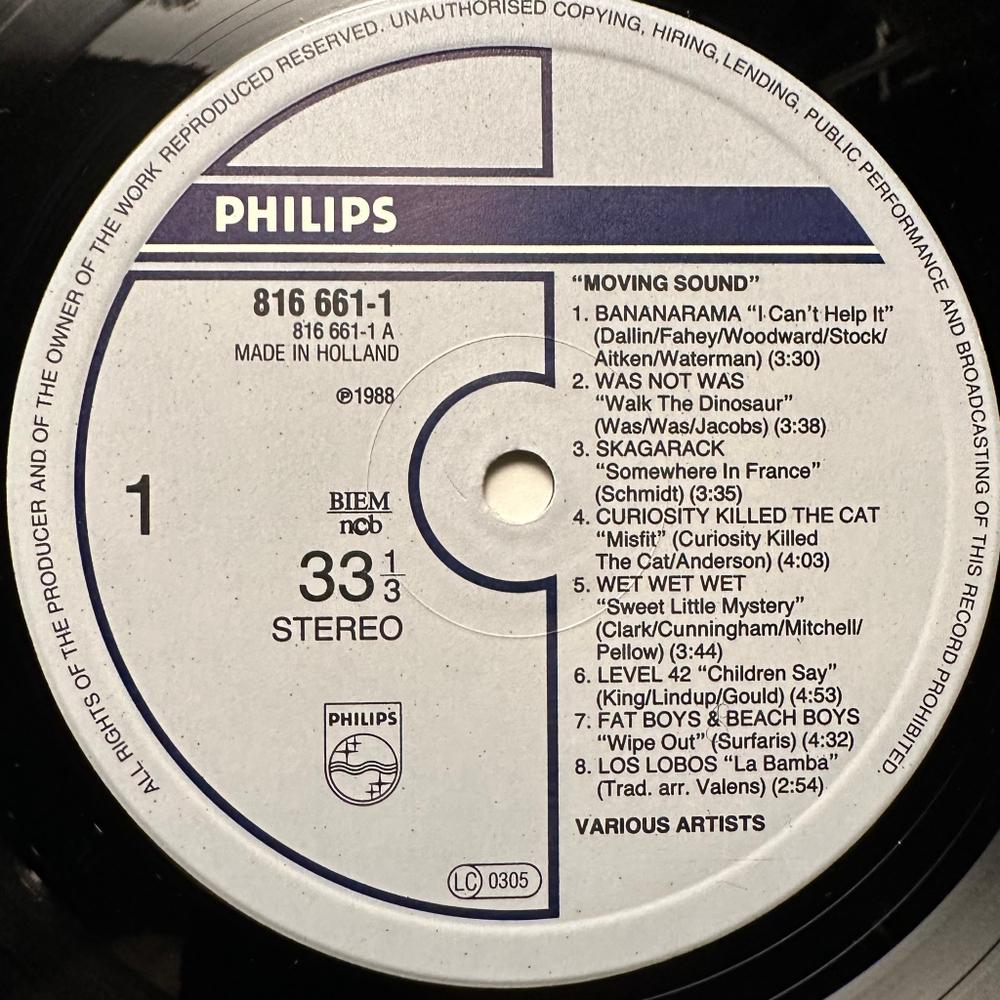 ALL RIGHTS OF THE PRODUCER AND OF THE OWNER OF THE WORK REPRODUCED RESERVED. UNAUTHORISED COPYING, HIRING, LENDING, PUBLIC PERFORMANCE AND BROADCASTING OF THIS RECORD PROHIBITED.
PHILIPS
816 661-1
816 661-1 A
MADE IN HOLLAND
℗1988
1
BIEM
ncb
33 1/3
STEREO
PHILIPS
LC 0305
“MOVING SOUND”
1. BANANARAMA “I Can’t Help It”
(Dallin/Fahey/Woodward/Stock/
Aitken/Waterman) (3:30)
2. WAS NOT WAS
“Walk The Dinosaur”
(Was/Was/Jacobs) (3:38)
3. SKAGARACK
“Somewhere In France”
(Schmidt) (3:35)
4. CURIOSITY KILLED THE CAT
“Misfit” (Curiosity Killed
The Cat/Anderson) (4:03)
5. WET WET WET
“Sweet Little Mystery”
(Clark/Cunningham/Mitchell/
Pellow) (3:44)
6. LEVEL 42 “Children Say”
(King/Lindup/Gould) (4:53)
7. FAT BOYS & BEACH BOYS
“Wipe Out” (Surfaris) (4:32)
8. LOS LOBOS “La Bamba”
(Trad. arr. Valens) (2:54)
VARIOUS ARTISTS